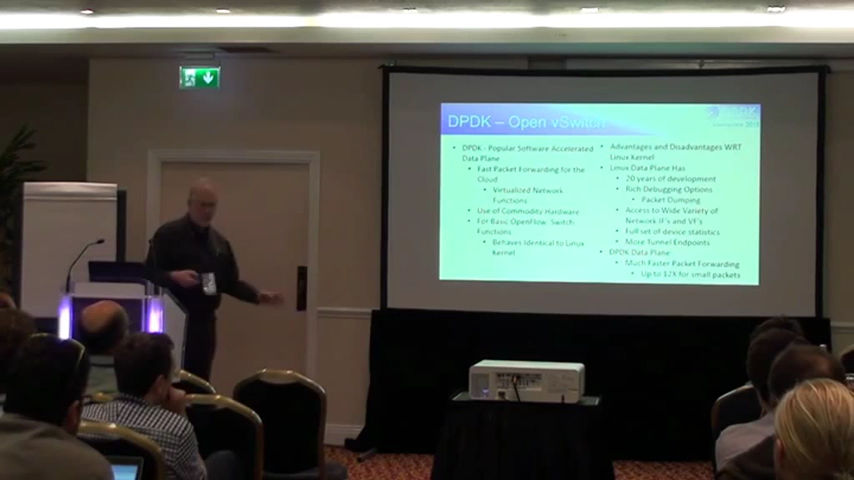 DPDK – Open vSwitch
DPDK
• DPDK - Popular Software Accelerated
Data Plane
• Fast Packet Forwarding for the
Cloud
• Virtualized Network
Functions
• Use of Commodity Hardware
• For Basic OpenFlow Switch
Functions
• Behaves Identical to Linux
kernel
• Advantages and Disadvantages WRT
Linux Kernel
• Linux Data Plane Has
• 20 years of development
• Rich Debugging Options
• Packet Dumping
• Access to Wide Variety of
Network IF's and VF's
• Full set of device statistics
• More Tunnel Endpoints
• DPDK Data Plane
• Much Faster Packet Forwarding
• Up to 12X for small packets